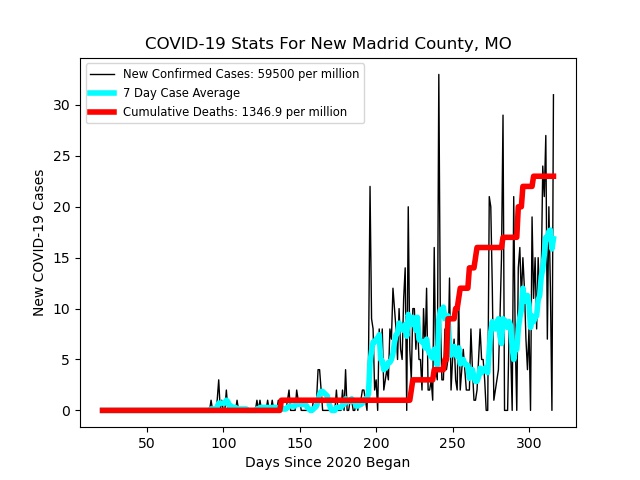 COVID-19 Stats For New Madrid County, MO
New Confirmed Cases: 59500 per million
7 Day Case Average
Cumulative Deaths: 1346.9 per million
New COVID-19 Cases
30
25
20
15
10
5
0
50
100
150
200
250
300
Days Since 2020 Began